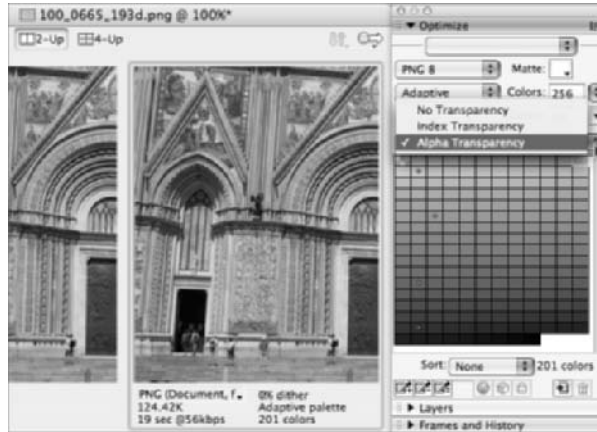 100_0665_193d.png @ 100%*
2-Up
4-Up
Optimize
PNG 8
Matte:
Adaptive
Colors: 256
No Transparency
Index Transparency
✓ Alpha Transparency
Sort: None
201 colors
PNG (Document, f
0% dither
124.42K
Adaptive palette
19 sec @56kbps
201 colors
Layers
Frames and History